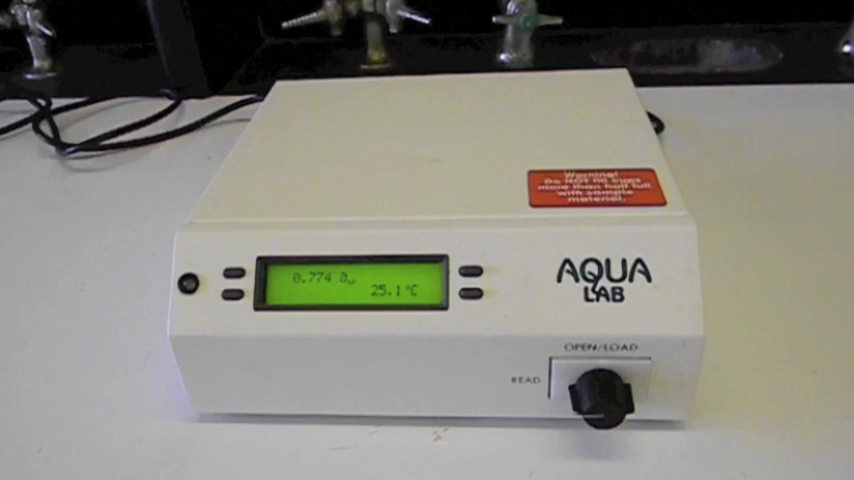 Warning!
Do NOT fill cups
more than half full
with sample
material.
0.774 aw
25.1°C
AQUA
LAB
OPEN/LOAD
READ